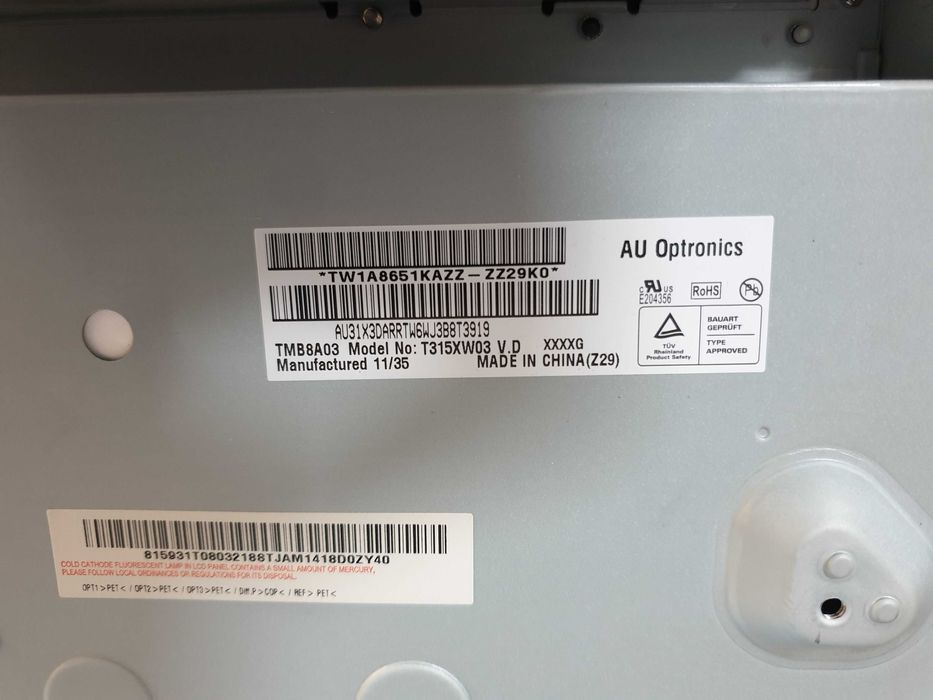 *TW1A8651KAZZ-ZZ29K0*
AU31X3DARRTW6WJ3B8T3919
TMB8A03 Model No: T315XW03 V.D XXXXG
Manufactured 11/35 MADE IN CHINA(Z29)
AU Optronics
c RU US
E204356
RoHS
Pb
TÜV
Rheinland
Product Safety
BAUART
GEPRÜFT
TYPE
APPROVED
815931T08032188TJAM1418D0ZY40
COLD CATHODE FLUORESCENT LAMP IN LCD PANEL CONTAINS A SMALL AMOUNT OF MERCURY,
PLEASE FOLLOW LOCAL ORDINANCES OR REGULATIONS FOR ITS DISPOSAL.
OPT1>PET< / OPT2>PET< / OPT3>PET< / DIM.P>COP< / REF> PET<